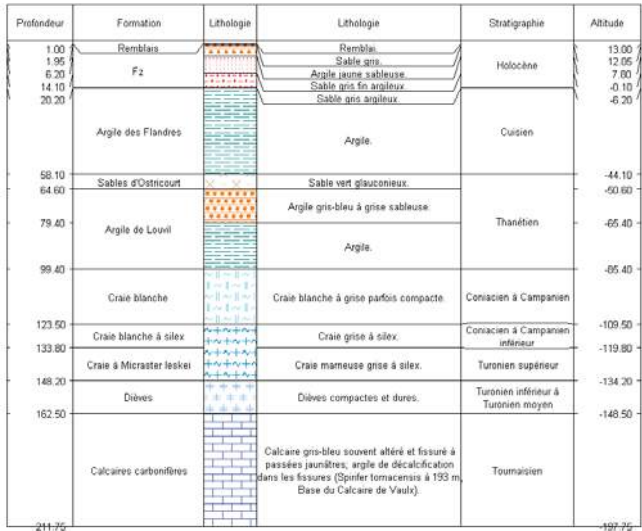 Profondeur Formation Lithologie Lithologie Stratigraphie Altitude
1.00 Remblais Remblai. 13.00
1.95 Sable gris. 12.05
6.20 Fz Argile jaune sableuse. Holocène 7.80
14.10 Sable gris fin argileux. -0.10
20.20 Sable gris argileux. -6.20
Argile des Flandres Argile. Cuisien
58.10 -44.10
Sables d'Ostricourt Sable vert glauconieux.
64.60 -50.60
Argile gris-bleu à grise sableuse.
79.40 Argile de Louvil Thanétien -65.40
Argile.
99.40 -85.40
Craie blanche Craie blanche à grise parfois compacte. Coniacien à Campanien
123.50 -109.50
Craie blanche à silex Craie grise à silex. Coniacien à Campanien
inférieur
133.80 -119.80
Craie à Micraster leskei Craie marneuse grise à silex. Turonien supérieur
148.20 -134.20
Dièves Dièves compactes et dures. Turonien inférieur à
Turonien moyen
162.50 -148.50
Calcaires carbonifères Calcaire gris-bleu souvent altéré et fissuré à
passées jaunâtres; argile de décalcification
dans les fissures (Spirifer tornacensis à 193 m, Tournaisien
Base du Calcaire de Vaulx).
211.75 -197.75